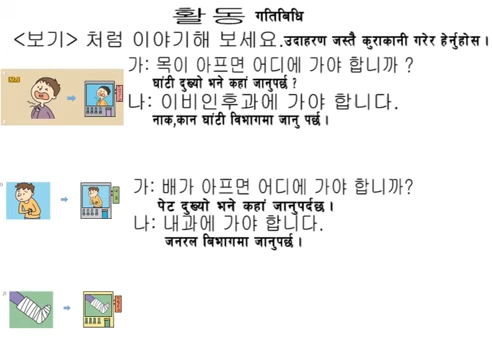 활 동 गतिबिधि
<보기> 처럼 이야기해 보세요.उदाहरण जस्तै कुराकानी गरेर हेर्नुहोस।
가: 목이 아프면 어디에 가야 합니까 ?
घांटी दुख्यो भने कहां जानुपर्छ ?
나: 이비인후과에 가야 합니다.
नाक,कान घांटी बिभागमा जानु पर्छ।
가: 배가 아프면 어디에 가야 합니까?
पेट दुख्यो भने कहां जानुपर्दछ।
나: 내과에 가야 합니다.
जनरल बिभागमा जानुपर्छ।